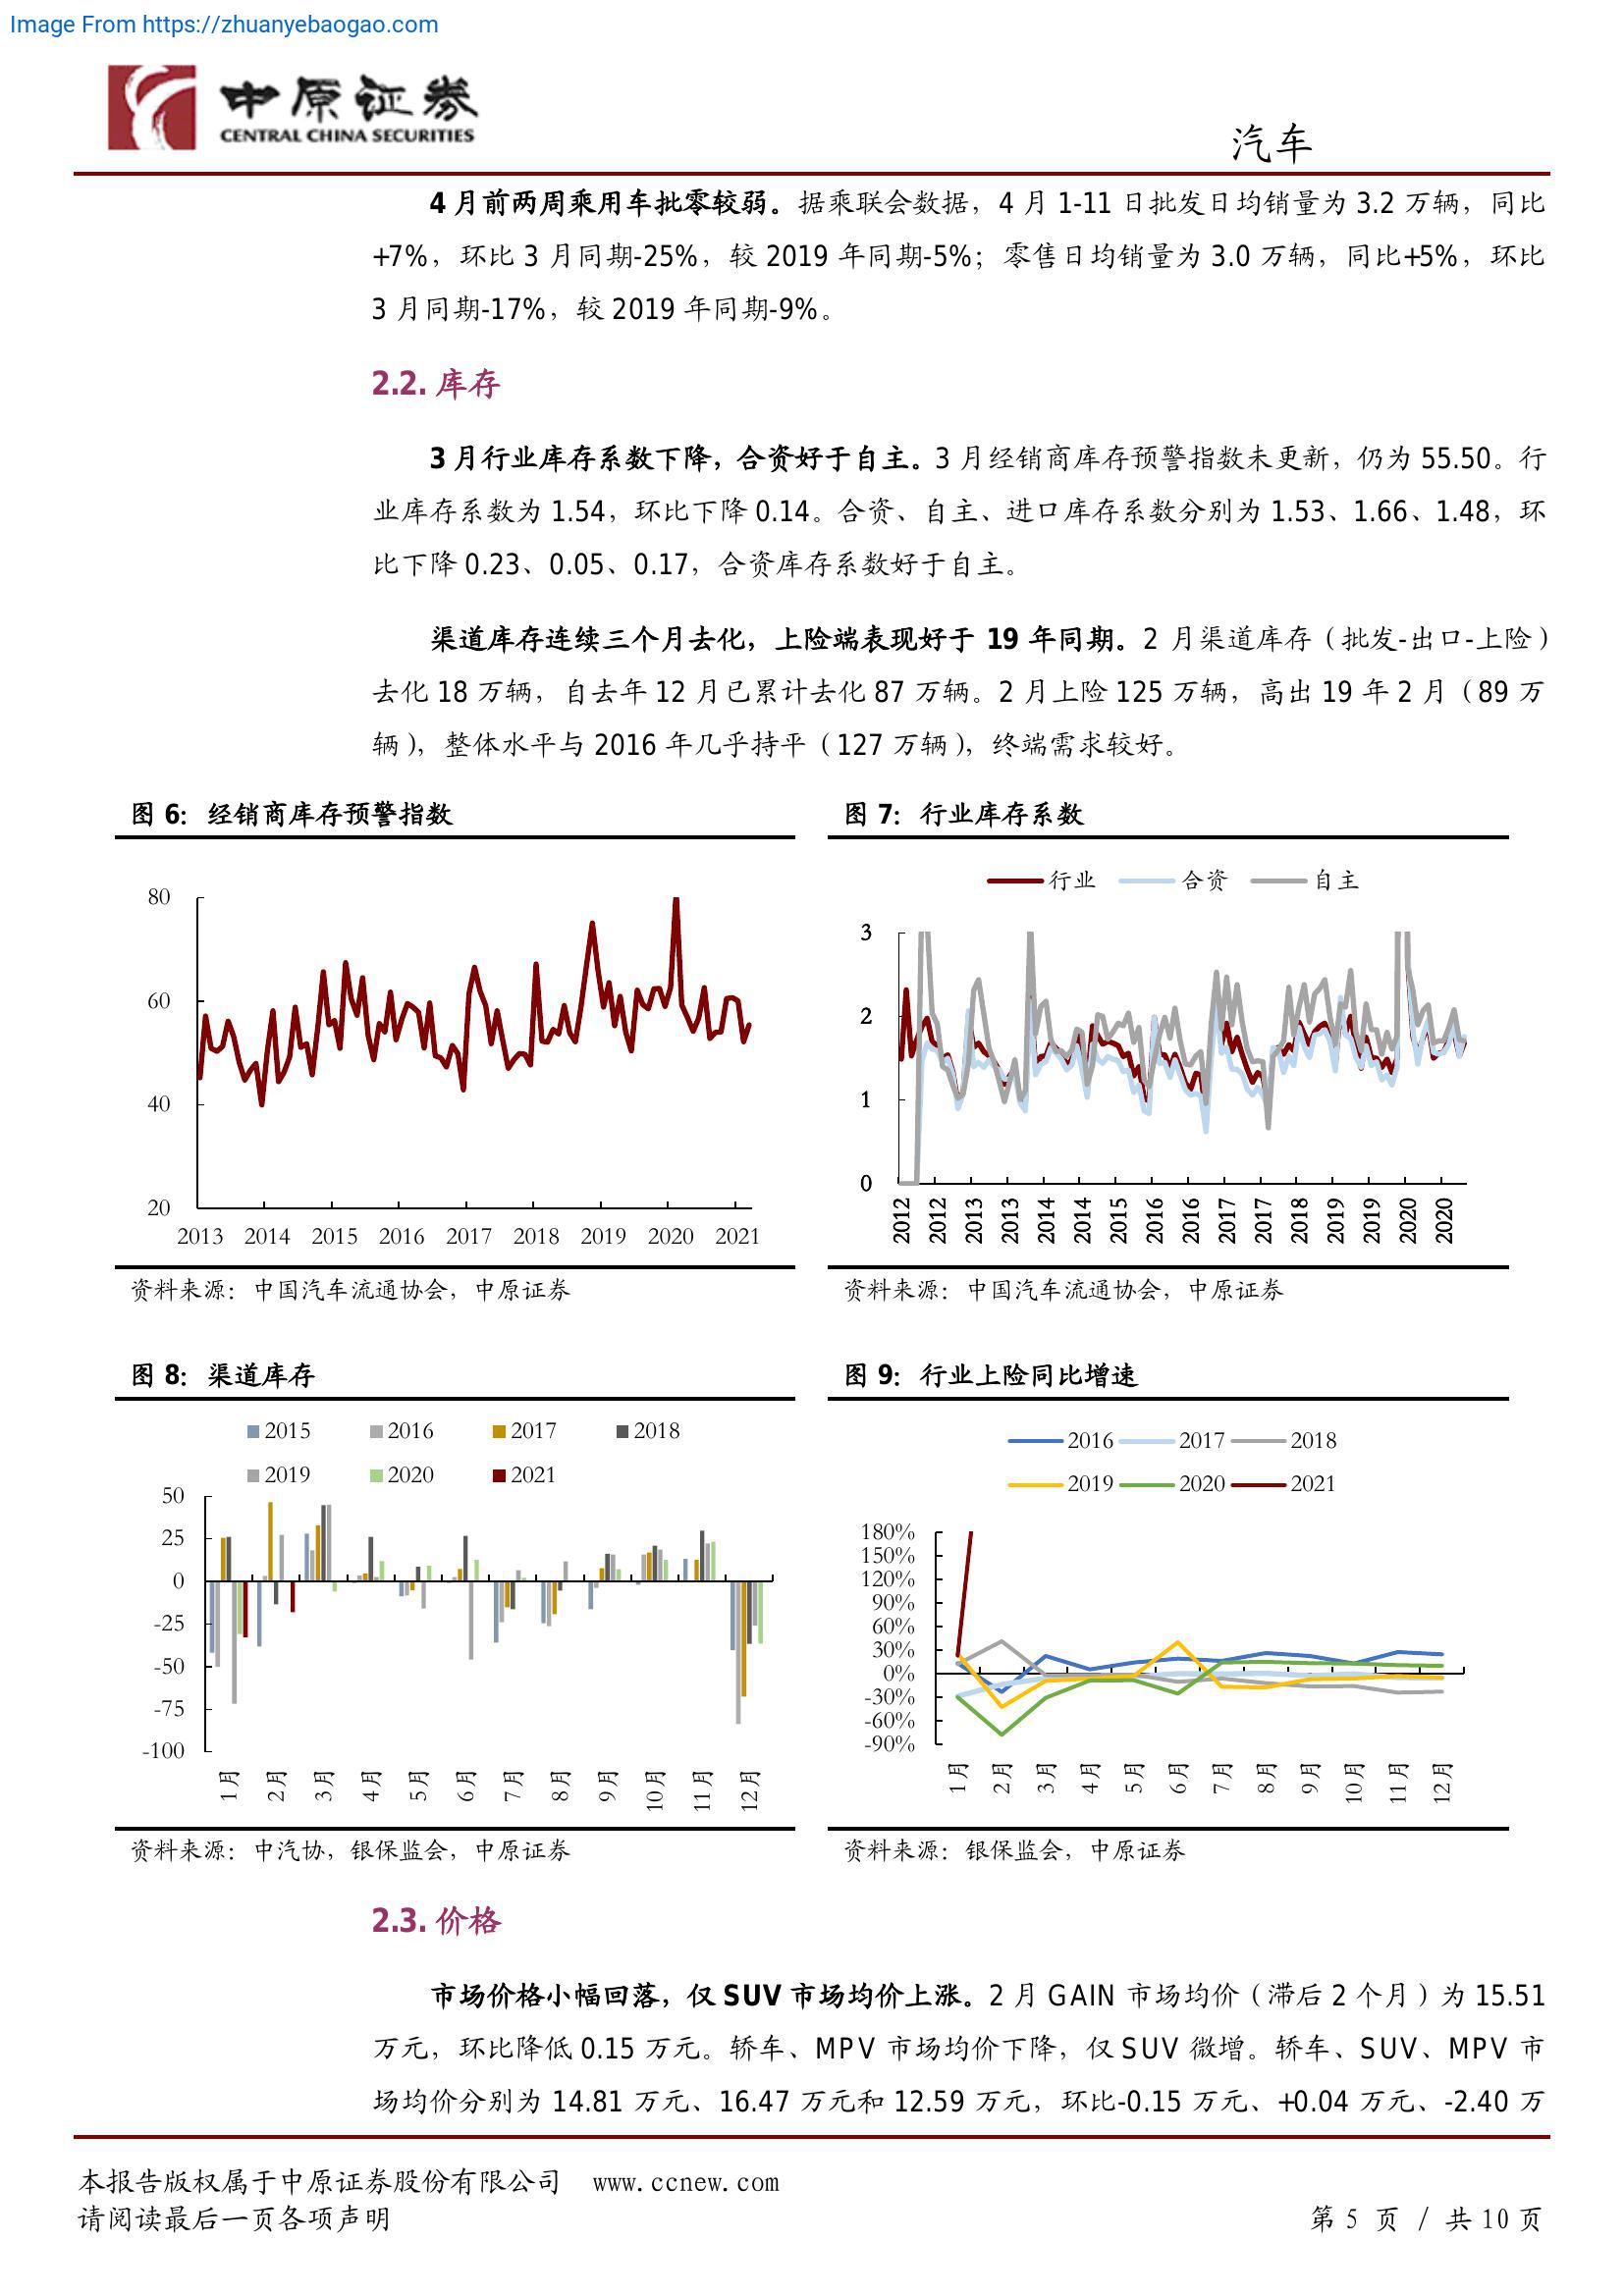 Image From https://zhuanyebaogao.com
中原证券
CENTRAL CHINA SECURITIES
汽车
4 月前两周乘用车批零较弱。据乘联会数据，4 月 1-11 日批发日均销量为 3.2 万辆，同比
+7%，环比 3 月同期-25%，较 2019 年同期-5%；零售日均销量为 3.0 万辆，同比+5%，环比
3 月同期-17%，较 2019 年同期-9%。
2.2. 库存
3 月行业库存系数下降，合资好于自主。3 月经销商库存预警指数未更新，仍为 55.50。行
业库存系数为 1.54，环比下降 0.14。合资、自主、进口库存系数分别为 1.53、1.66、1.48，环
比下降 0.23、0.05、0.17，合资库存系数好于自主。
渠道库存连续三个月去化，上险端表现好于 19 年同期。2 月渠道库存（批发-出口-上险）
去化 18 万辆，自去年 12 月已累计去化 87 万辆。2 月上险 125 万辆，高出 19 年 2 月（89 万
辆），整体水平与 2016 年几乎持平（127 万辆），终端需求较好。
图 6：经销商库存预警指数
80
60
40
20
2013 2014 2015 2016 2017 2018 2019 2020 2021
资料来源：中国汽车流通协会，中原证券
图 7：行业库存系数
行业 合资 自主
3
2
1
0
2012 2012 2013 2013 2014 2014 2015 2016 2016 2017 2017 2018 2019 2019 2020 2020
资料来源：中国汽车流通协会，中原证券
图 8：渠道库存
2015 2016 2017 2018
2019 2020 2021
50
25
0
-25
-50
-75
-100
1月 2月 3月 4月 5月 6月 7月 8月 9月 10月 11月 12月
资料来源：中汽协，银保监会，中原证券
图 9：行业上险同比增速
2016 2017 2018
2019 2020 2021
180%
150%
120%
90%
60%
30%
0%
-30%
-60%
-90%
1月 2月 3月 4月 5月 6月 7月 8月 9月 10月 11月 12月
资料来源：银保监会，中原证券
2.3. 价格
市场价格小幅回落，仅 SUV 市场均价上涨。2 月 GAIN 市场均价（滞后 2 个月）为 15.51
万元，环比降低 0.15 万元。轿车、MPV 市场均价下降，仅 SUV 微增。轿车、SUV、MPV 市
场均价分别为 14.81 万元、16.47 万元和 12.59 万元，环比-0.15 万元、+0.04 万元、-2.40 万
本报告版权属于中原证券股份有限公司 www.ccnew.com
请阅读最后一页各项声明
第 5 页 / 共 10 页